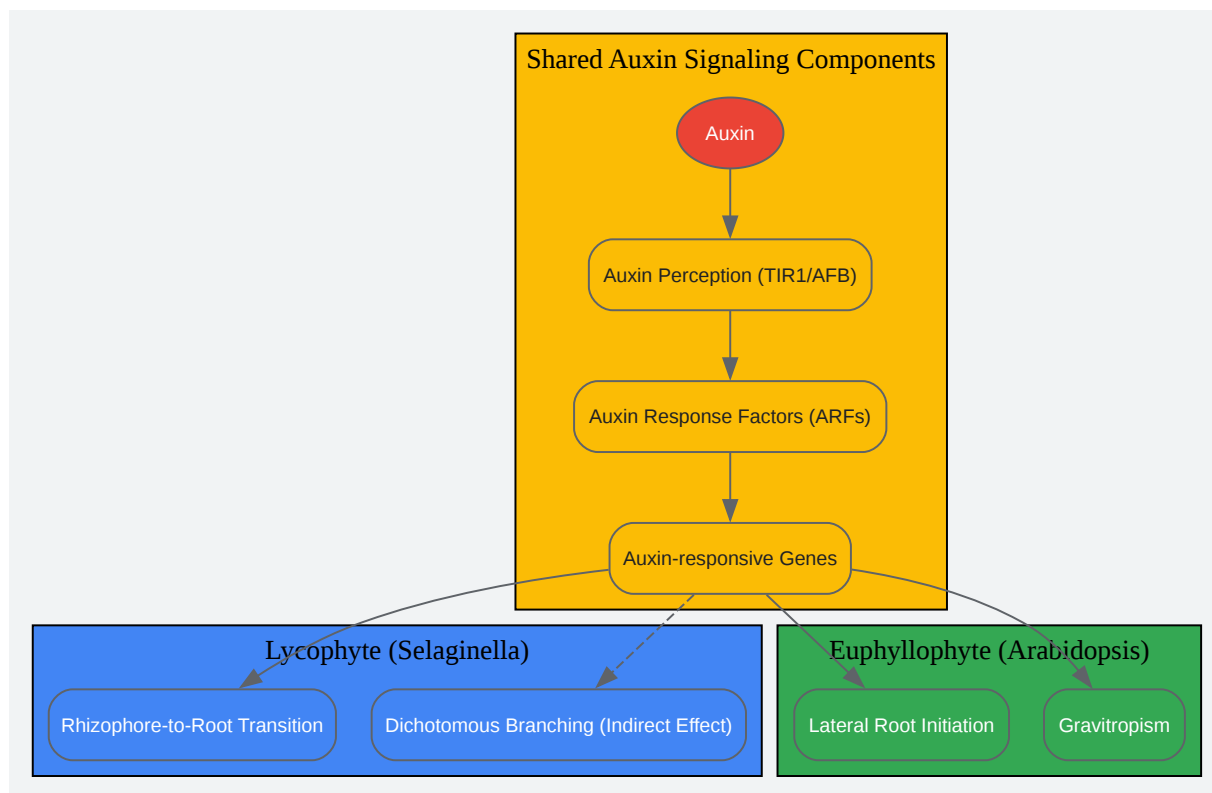 Shared Auxin Signaling Components
Auxin
Auxin Perception (TIR1/AFB)
Auxin Response Factors (ARFs)
Auxin-responsive Genes
Lycophyte (Selaginella)
Rhizophore-to-Root Transition
Dichotomous Branching (Indirect Effect)
Euphyllophyte (Arabidopsis)
Lateral Root Initiation
Gravitropism